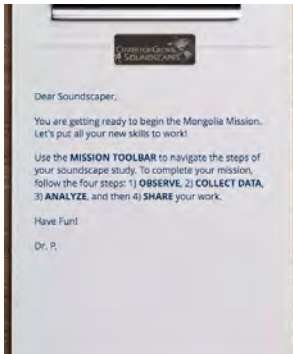 CENTER FOR GLOBAL
SOUNDSCAPES
Dear Soundscaper,
You are getting ready to begin the Mongolia Mission.
Let's put all your new skills to work!
Use the MISSION TOOLBAR to navigate the steps of
your soundscape study. To complete your mission,
follow the four steps: 1) OBSERVE, 2) COLLECT DATA,
3) ANALYZE, and then 4) SHARE your work.
Have Fun!
Dr. P.